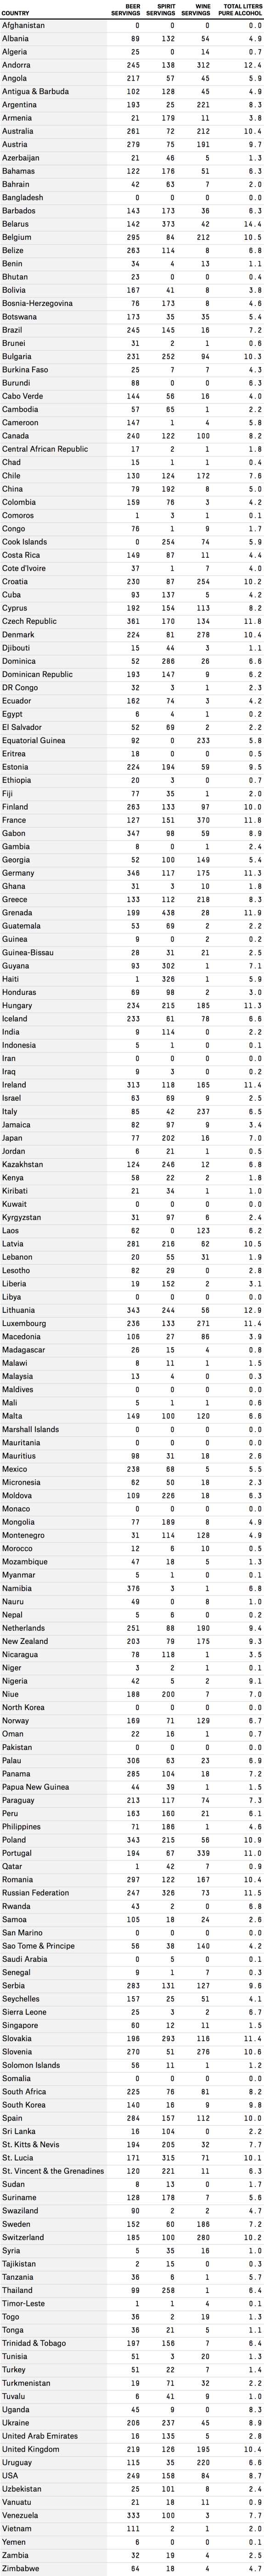 COUNTRY BEER SERVINGS SPIRIT SERVINGS WINE SERVINGS TOTAL LITERS PURE ALCOHOL
Afghanistan 0 0 0 0.0
Albania 89 132 54 4.9
Algeria 25 0 14 0.7
Andorra 245 138 312 12.4
Angola 217 57 45 5.9
Antigua & Barbuda 102 128 45 4.9
Argentina 193 25 221 8.3
Armenia 21 179 11 3.8
Australia 261 72 212 10.4
Austria 279 75 191 9.7
Azerbaijan 21 46 5 1.3
Bahamas 122 176 51 6.3
Bahrain 42 63 7 2.0
Bangladesh 0 0 0 0.0
Barbados 143 173 36 6.3
Belarus 142 373 42 14.4
Belgium 295 84 212 10.5
Belize 263 114 8 6.8
Benin 34 4 13 1.1
Bhutan 23 0 0 0.4
Bolivia 167 41 8 3.8
Bosnia-Herzegovina 76 173 8 4.6
Botswana 173 35 35 5.4
Brazil 245 145 16 7.2
Brunei 31 2 1 0.6
Bulgaria 231 252 94 10.3
Burkina Faso 25 7 7 4.3
Burundi 88 0 0 6.3
Cabo Verde 144 56 16 4.0
Cambodia 57 65 1 2.2
Cameroon 147 1 4 5.8
Canada 240 122 100 8.2
Central African Republic 17 2 1 1.8
Chad 15 1 1 0.4
Chile 130 124 172 7.6
China 79 192 8 5.0
Colombia 159 76 3 4.2
Comoros 1 3 1 0.1
Congo 76 1 9 1.7
Cook Islands 0 254 74 5.9
Costa Rica 149 87 11 4.4
Cote d'Ivoire 37 1 7 4.0
Croatia 230 87 254 10.2
Cuba 93 137 5 4.2
Cyprus 192 154 113 8.2
Czech Republic 361 170 134 11.8
Denmark 224 81 278 10.4
Djibouti 15 44 3 1.1
Dominica 52 286 26 6.6
Dominican Republic 193 147 9 6.2
DR Congo 32 3 1 2.3
Ecuador 162 74 3 4.2
Egypt 6 4 1 0.2
El Salvador 52 69 2 2.2
Equatorial Guinea 92 0 233 5.8
Eritrea 18 0 0 0.5
Estonia 224 194 59 9.5
Ethiopia 20 3 0 0.7
Fiji 77 35 1 2.0
Finland 263 133 97 10.0
France 127 151 370 11.8
Gabon 347 98 59 8.9
Gambia 8 0 1 2.4
Georgia 52 100 149 5.4
Germany 346 117 175 11.3
Ghana 31 3 10 1.8
Greece 133 112 218 8.3
Grenada 199 438 28 11.9
Guatemala 53 69 2 2.2
Guinea 9 0 2 0.2
Guinea-Bissau 28 31 21 2.5
Guyana 93 302 1 7.1
Haiti 1 326 1 5.9
Honduras 69 98 2 3.0
Hungary 234 215 185 11.3
Iceland 233 61 78 6.6
India 9 114 0 2.2
Indonesia 5 1 0 0.1
Iran 0 0 0 0.0
Iraq 9 3 0 0.2
Ireland 313 118 165 11.4
Israel 63 69 9 2.5
Italy 85 42 237 6.5
Jamaica 82 97 9 3.4
Japan 77 202 16 7.0
Jordan 6 21 1 0.5
Kazakhstan 124 246 12 6.8
Kenya 58 22 2 1.8
Kiribati 21 34 1 1.0
Kuwait 0 0 0 0.0
Kyrgyzstan 31 97 6 2.4
Laos 62 0 123 6.2
Latvia 281 216 62 10.5
Lebanon 20 55 31 1.9
Lesotho 82 29 0 2.8
Liberia 19 152 2 3.1
Libya 0 0 0 0.0
Lithuania 343 244 56 12.9
Luxembourg 236 133 271 11.4
Macedonia 106 27 86 3.9
Madagascar 26 15 4 0.8
Malawi 8 11 1 1.5
Malaysia 13 4 0 0.3
Maldives 0 0 0 0.0
Mali 5 1 1 0.6
Malta 149 100 120 6.6
Marshall Islands 0 0 0 0.0
Mauritania 0 0 0 0.0
Mauritius 98 31 18 2.6
Mexico 238 68 5 5.5
Micronesia 62 50 18 2.3
Moldova 109 226 18 6.3
Monaco 0 0 0 0.0
Mongolia 77 189 8 4.9
Montenegro 31 114 128 4.9
Morocco 12 6 10 0.5
Mozambique 47 18 5 1.3
Myanmar 5 1 0 0.1
Namibia 376 3 1 6.8
Nauru 49 0 8 1.0
Nepal 5 6 0 0.2
Netherlands 251 88 190 9.4
New Zealand 203 79 175 9.3
Nicaragua 78 118 1 3.5
Niger 3 2 1 0.1
Nigeria 42 5 2 9.1
Niue 188 200 7 7.0
North Korea 0 0 0 0.0
Norway 169 71 129 6.7
Oman 22 16 1 0.7
Pakistan 0 0 0 0.0
Palau 306 63 23 6.9
Panama 285 104 18 7.2
Papua New Guinea 44 39 1 1.5
Paraguay 213 117 74 7.3
Peru 163 160 21 6.1
Philippines 71 186 1 4.6
Poland 343 215 56 10.9
Portugal 194 67 339 11.0
Qatar 1 42 7 0.9
Romania 297 122 167 10.4
Russian Federation 247 326 73 11.5
Rwanda 43 2 0 6.8
Samoa 105 18 24 2.6
San Marino 0 0 0 0.0
Sao Tome & Principe 56 38 140 4.2
Saudi Arabia 0 5 0 0.1
Senegal 9 1 7 0.3
Serbia 283 131 127 9.6
Seychelles 157 25 51 4.1
Sierra Leone 25 3 2 6.7
Singapore 60 12 11 1.5
Slovakia 196 293 116 11.4
Slovenia 270 51 276 10.6
Solomon Islands 56 11 1 1.2
Somalia 0 0 0 0.0
South Africa 225 76 81 8.2
South Korea 140 16 9 9.8
Spain 284 157 112 10.0
Sri Lanka 16 104 0 2.2
St. Kitts & Nevis 194 205 32 7.7
St. Lucia 171 315 71 10.1
St. Vincent & the Grenadines 120 221 11 6.3
Sudan 8 13 0 1.7
Suriname 128 178 7 5.6
Swaziland 90 2 2 4.7
Sweden 152 60 186 7.2
Switzerland 185 100 280 10.2
Syria 5 35 16 1.0
Tajikistan 2 15 0 0.3
Tanzania 36 6 1 5.7
Thailand 99 258 1 6.4
Timor-Leste 1 1 4 0.1
Togo 36 2 19 1.3
Tonga 36 21 5 1.1
Trinidad & Tobago 197 156 7 6.4
Tunisia 51 3 20 1.3
Turkey 51 22 7 1.4
Turkmenistan 19 71 32 2.2
Tuvalu 6 41 9 1.0
Uganda 45 9 0 8.3
Ukraine 206 237 45 8.9
United Arab Emirates 16 135 5 2.8
United Kingdom 219 126 195 10.4
Uruguay 115 35 220 6.6
USA 249 158 84 8.7
Uzbekistan 25 101 8 2.4
Vanuatu 21 18 11 0.9
Venezuela 333 100 3 7.7
Vietnam 111 2 1 2.0
Yemen 6 0 0 0.1
Zambia 32 19 4 2.5
Zimbabwe 64 18 4 4.7